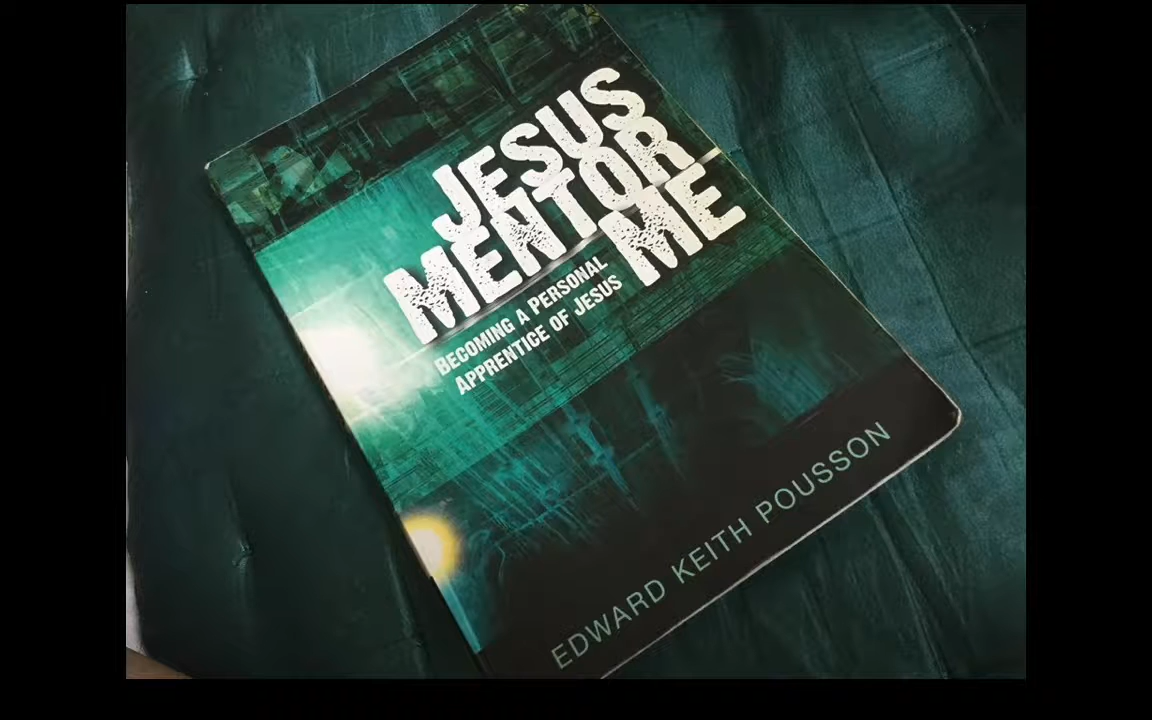 JESUS
MENTOR
ME
BECOMING A PERSONAL
APPRENTICE OF JESUS
EDWARD KEITH POUSSON